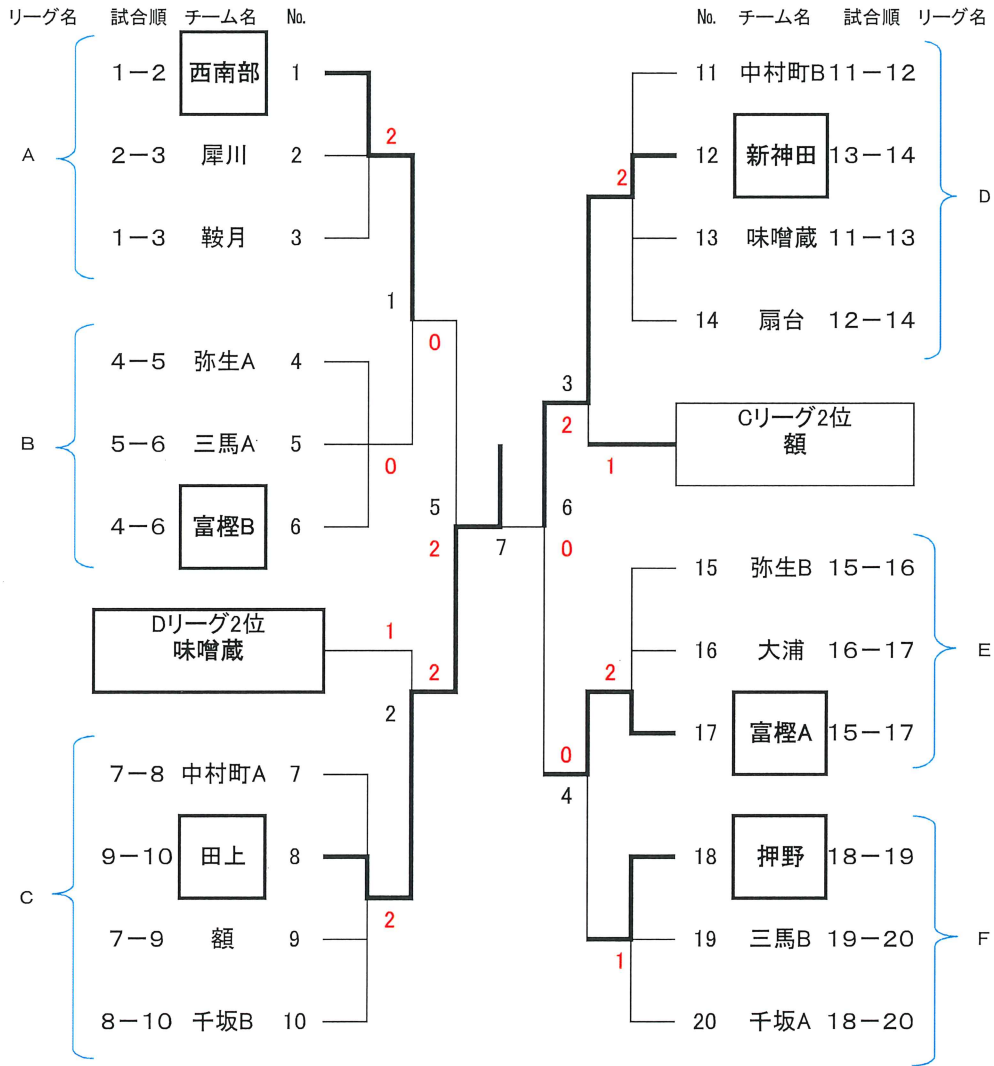 リーグ名 試合順 チーム名 № № チーム名 試合順 リーグ名
1－2 西南部 1
2
A 2－3 犀川 2
1－3 鞍月 3
1
0
B
4－5 弥生A 4
5－6 三馬A 5
0
4－6 富樫B 6
5
2
Dリーグ2位
味噌蔵
1
2
2
C
7－8 中村町A 7
9－10 田上 8
2
7－9 額 9
8－10 千坂B 10
7
11 中村町B 11－12
12 新神田 13－14
2
D
13 味噌蔵 11－13
14 扇台 12－14
3
2
Cリーグ2位
額
1
6
0
15 弥生B 15－16
16 大浦 16－17
E
2
17 富樫A 15－17
0
4
18 押野 18－19
19 三馬B 19－20
F
1
20 千坂A 18－20